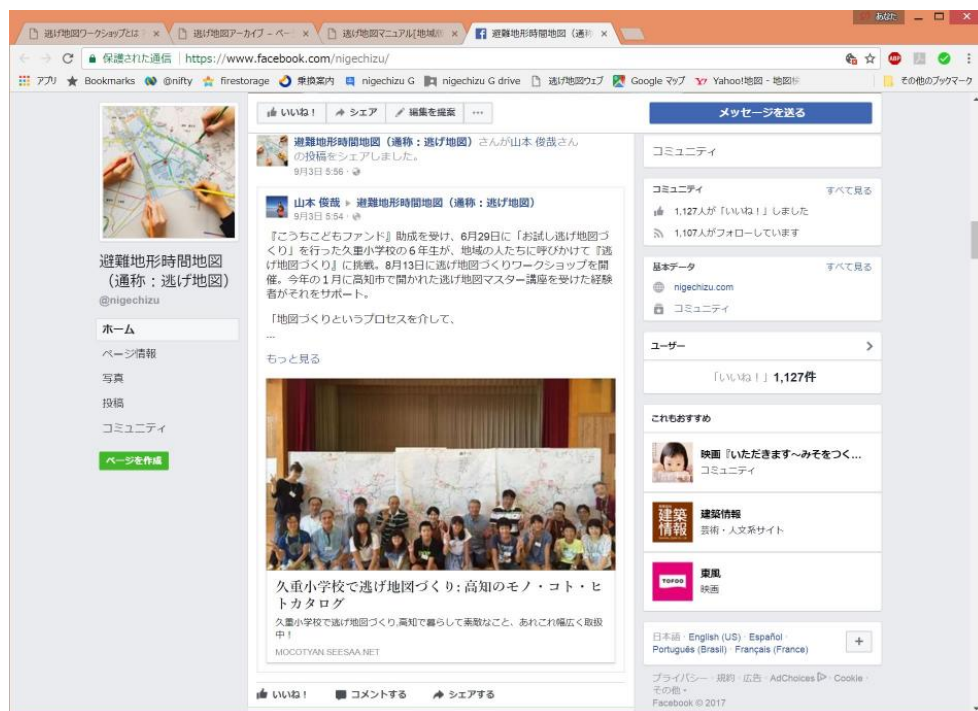 あなた
逃げ地図ワークショップとは
逃げ地図アーカイブ – ペー
逃げ地図マニュアル[地域
避難地形時間地図（通称
保護された通信 | https://www.facebook.com/nigechizu/
アプリ Bookmarks @nifty firestorage 乗換案内 nigechizu G nigechizu G drive 逃げ地図ウェブ Google マップ Yahoo!地図 - 地図 その他のブックマーク
避難地形時間地図
（通称：逃げ地図）
@nigechizu
ホーム
ページ情報
写真
投稿
コミュニティ
ページを作成
いいね！ シェア 編集を提案 ...
避難地形時間地図（通称：逃げ地図）さんが山本 俊哉さん
の投稿をシェアしました。
9月3日 5:56 ·
山本 俊哉 ▸ 避難地形時間地図（通称：逃げ地図）
9月3日 5:54 ·
『こうちこどもファンド』助成を受け、6月29日に「お試し逃げ地図づ
くり」を行った久重小学校の６年生が、地域の人たちに呼びかけて『逃
げ地図づくり』に挑戦。8月13日に逃げ地図づくりワークショップを開
催。今年の１月に高知市で開かれた逃げ地図マスター講座を受けた経験
者がそれをサポート。
「地図づくりというプロセスを介して、
...
もっと見る
久重小学校で逃げ地図づくり: 高知のモノ・コト・ヒ
トカタログ
久重小学校で逃げ地図づくり,高知で暮らして素敵なこと、あれこれ幅広く取扱
中！
MOCOTYAN.SEESAA.NET
いいね！ コメントする シェアする
メッセージを送る
コミュニティ
コミュニティ すべて見る
1,127人が「いいね！」しました
1,107人がフォローしています
基本データ すべて見る
nigechizu.com
コミュニティ
ユーザー
「いいね！」1,127件
これもおすすめ
映画『いただきます～みそをつく...
コミュニティ
建築
情報
建築情報
芸術・人文系サイト
TOFOO
東風
映画
日本語 · English (US) · Español ·
Português (Brasil) · Français (France)
+
プライバシー · 規約 · 広告 · AdChoices · Cookie ·
その他
Facebook © 2017